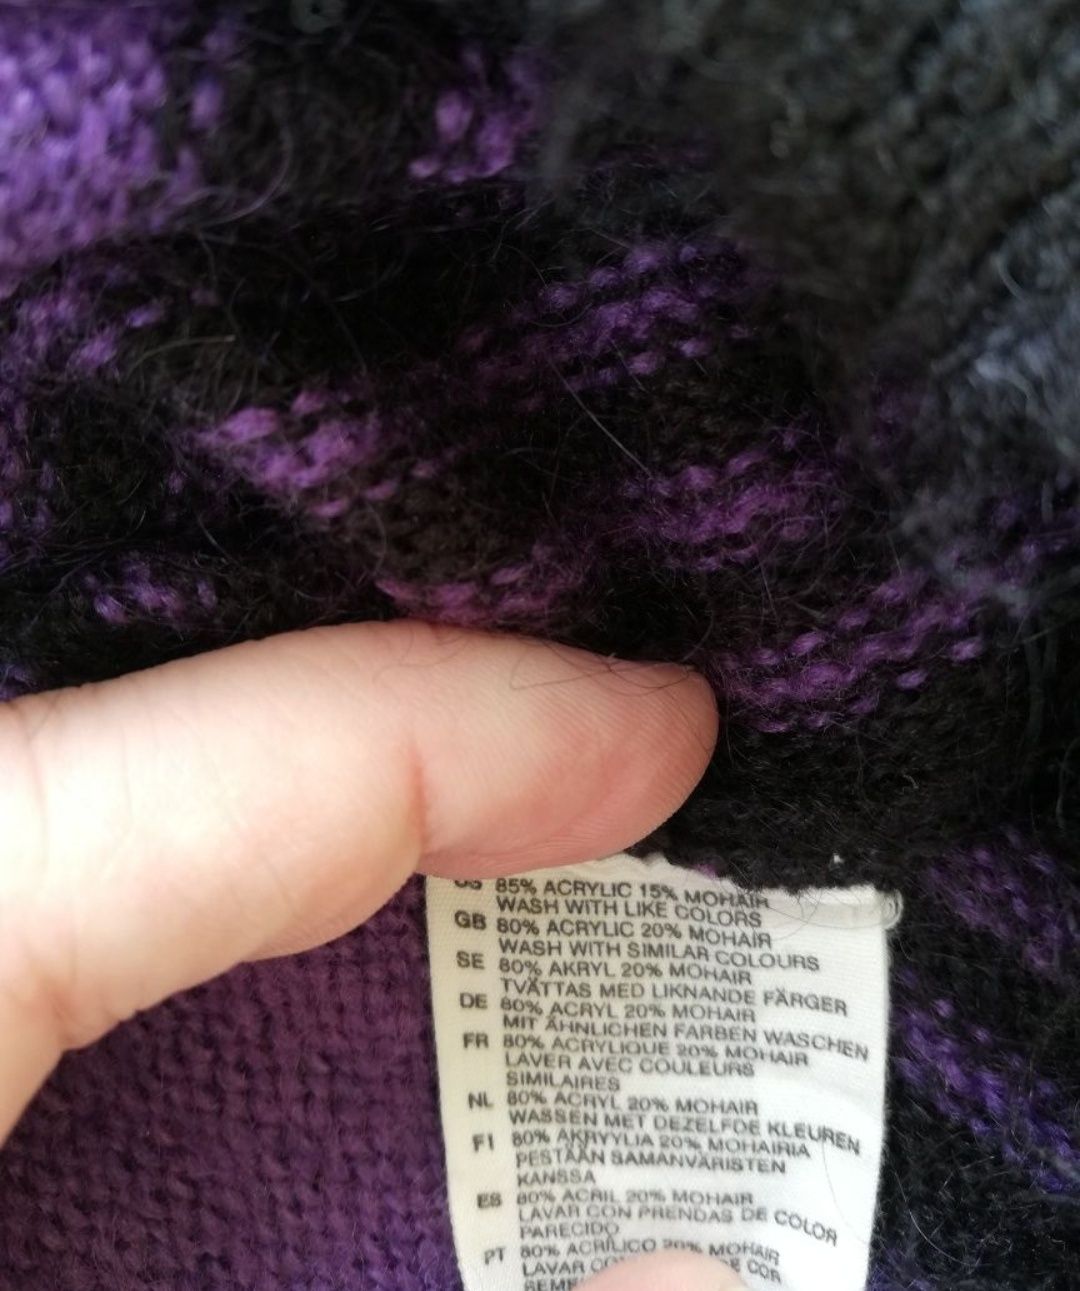 US 85% ACRYLIC 15% MOHAIR
WASH WITH LIKE COLORS
GB 80% ACRYLIC 20% MOHAIR
WASH WITH SIMILAR COLOURS
SE 80% AKRYL 20% MOHAIR
TVÄTTAS MED LIKNANDE FÄRGER
DE 80% ACRYL 20% MOHAIR
MIT ÄHNLICHEN FARBEN WASCHEN
FR 80% ACRYLIQUE 20% MOHAIR
LAVER AVEC COULEURS
SIMILAIRES
NL 80% ACRYL 20% MOHAIR
WASSEN MET DEZELFDE KLEUREN
FI 80% AKRYYLIA 20% MOHAIRIA
PESTÄÄN SAMANVÄRISTEN
KANSSA
ES 80% ACRIL 20% MOHAIR
LAVAR CON PRENDAS DE COLOR
PARECIDO
PT 80% ACRÍLICO 20% MOHAIR
LAVAR COR